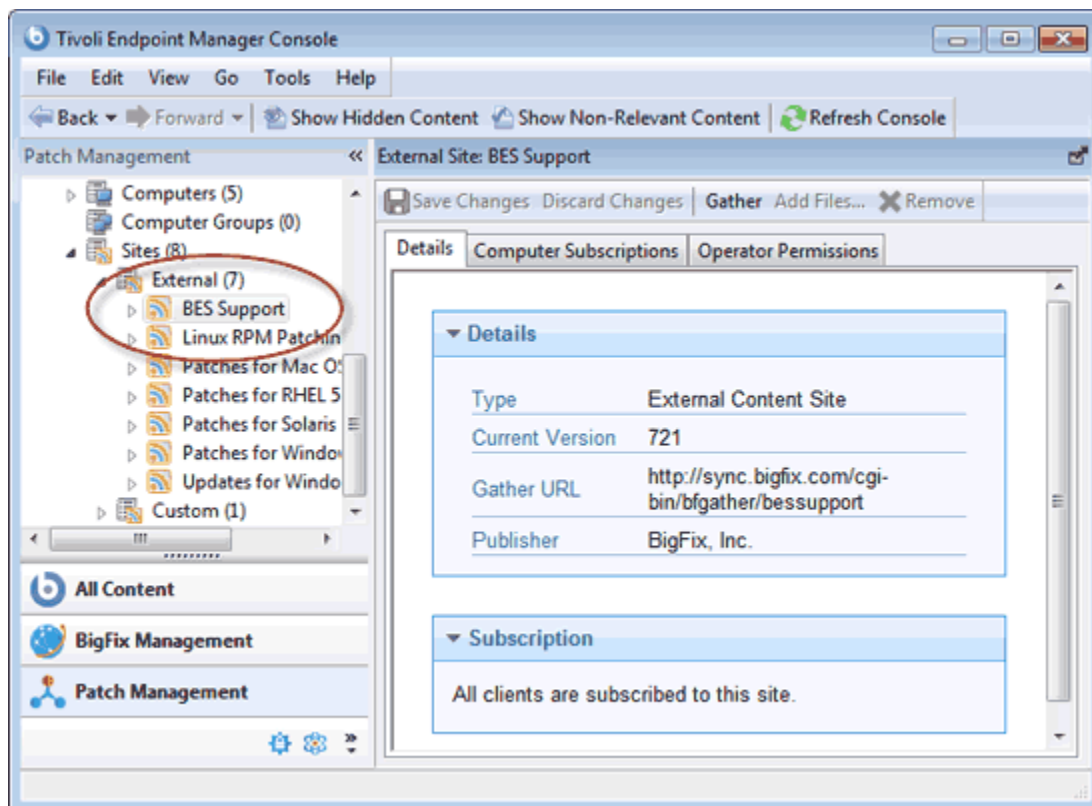 Tivoli Endpoint Manager Console
File Edit View Go Tools Help
Back Forward Show Hidden Content Show Non-Relevant Content Refresh Console
Patch Management
External Site: BES Support
Computers (5)
Computer Groups (0)
Sites (8)
External (7)
BES Support
Linux RPM Patchin
Patches for Mac O
Patches for RHEL 5
Patches for Solaris
Patches for Windo
Updates for Windo
Custom (1)
All Content
BigFix Management
Patch Management
Save Changes Discard Changes Gather Add Files... Remove
Details Computer Subscriptions Operator Permissions
Details
Type External Content Site
Current Version 721
Gather URL http://sync.bigfix.com/cgi-
bin/bfgather/bessupport
Publisher BigFix, Inc.
Subscription
All clients are subscribed to this site.